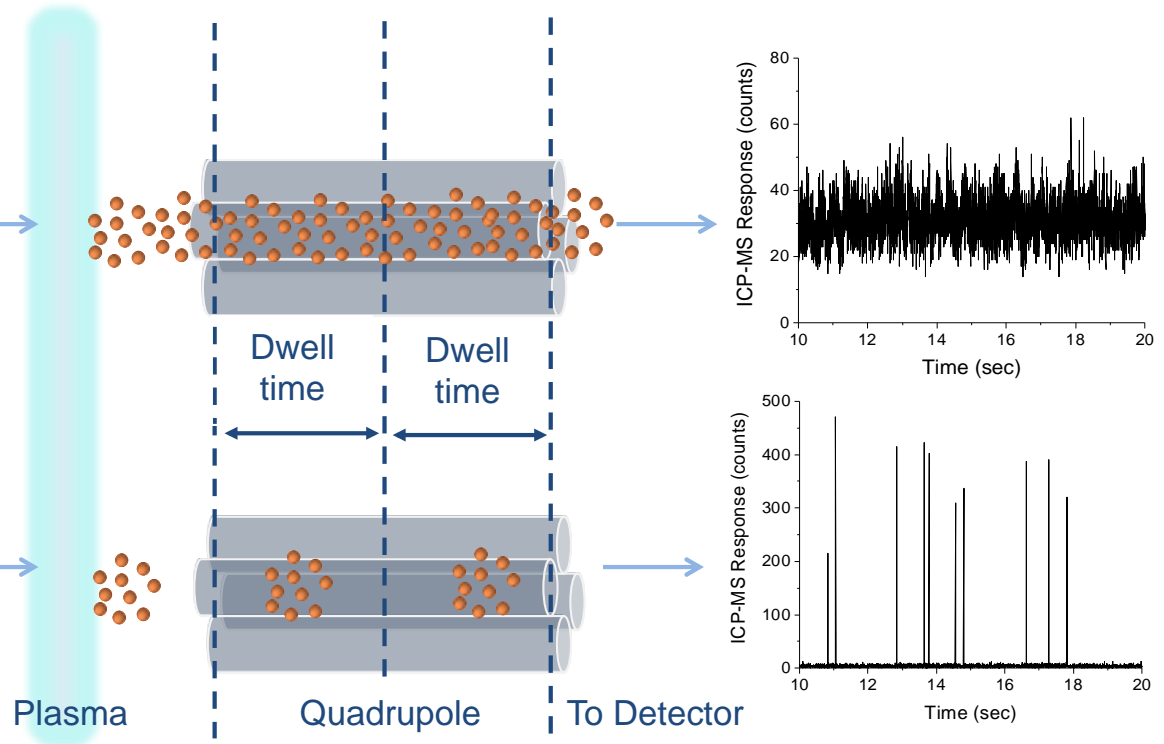 ICP-MS Response (counts)
80
60
40
20
0
10 12 14 16 18 20
Time (sec)
Dwell
time
Dwell
time
ICP-MS Response (counts)
500
400
300
200
100
0
10 12 14 16 18 20
Time (sec)
Plasma
Quadrupole
To Detector